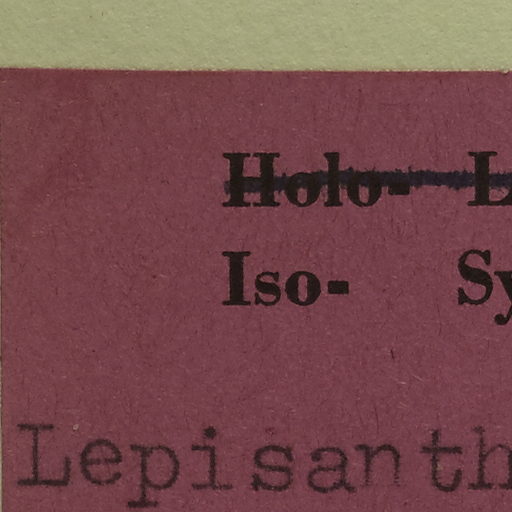 Holo- L
Iso- Sy
Lepisanth